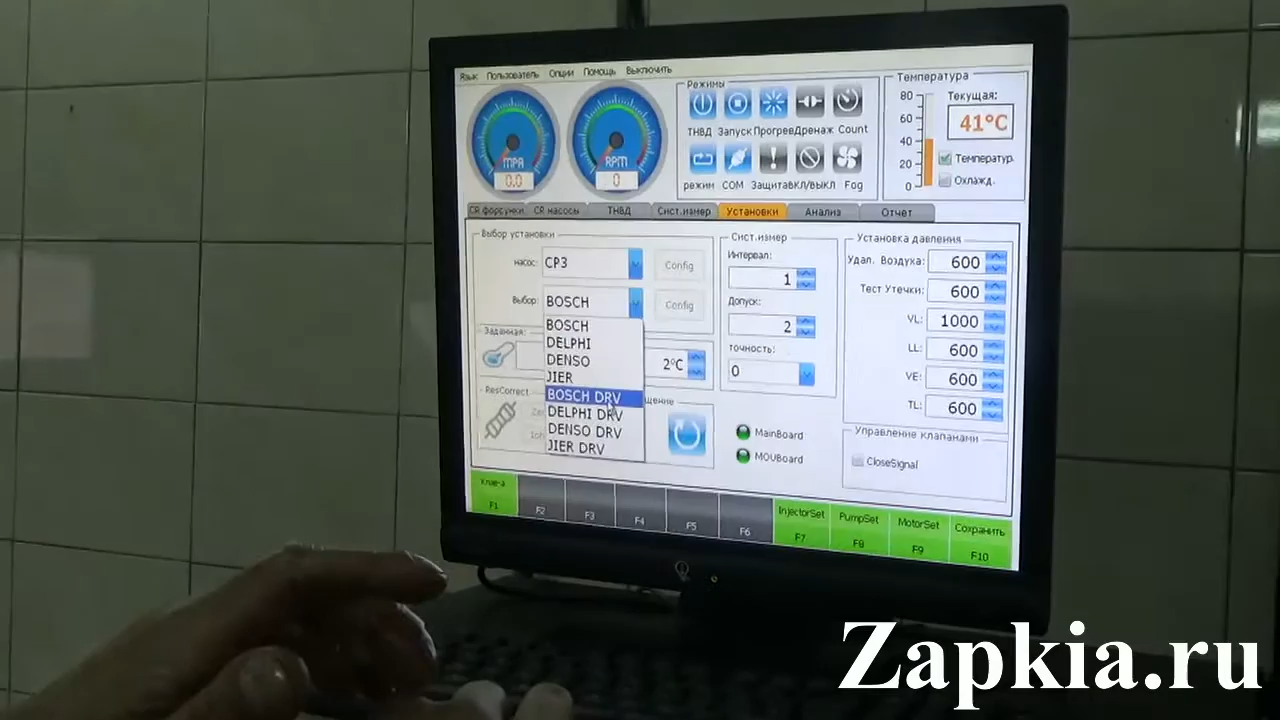 Язык Пользователь Опции Помощь Выключить
MPA
0.0
RPM
0
Режимы
ТНВД Запуск Прогрев Дренаж Count
режим COM Защита ВКЛ/ВЫКЛ Fog
Температура
80
60
40
20
0
Текущая:
41°C
Температур.
Охлажд.
CR форсунки CR насосы ТНВД Сист.измер Установки Анализ Отчет
Выбор установки
насос: CP3 Config
Выбор: BOSCH Config
BOSCH
DELPHI
DENSO
JIER
BOSCH DRV
DELPHI DRV
DENSO DRV
JIER DRV
Заданная:
2°C
ResCorrect
щение
Сист.измер
Интервал:
1
Допуск:
2
точность:
0
MainBoard
MOUBoard
Установка давления
Удал. Воздуха: 600
Тест Утечки: 600
VL: 1000
LL: 600
VE: 600
TL: 600
Управление клапанами
CloseSignal
Клав-а
F1
F2
F3
F4
F5
F6
InjectorSet
F7
PumpSet
F8
MotorSet
F9
Сохранить
F10
Zapkia.ru